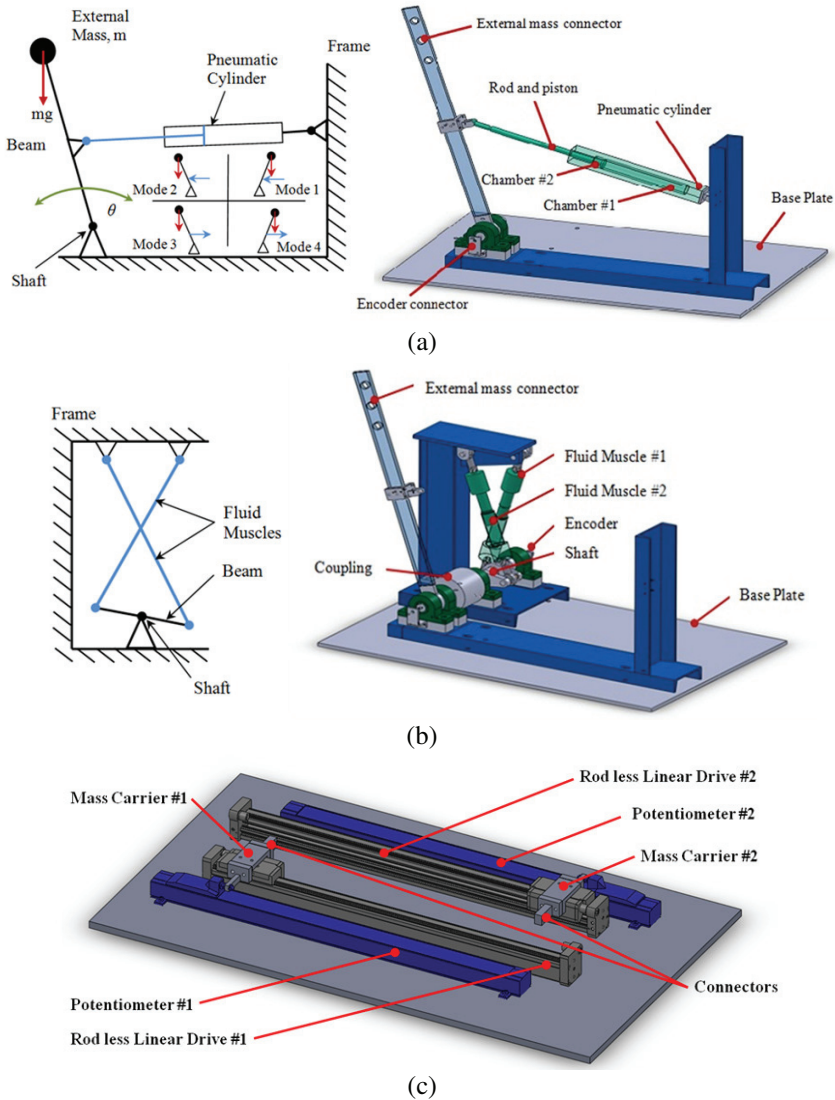 External
Mass, m
mg
Beam
Shaft
θ
Pneumatic
Cylinder
Frame
Mode 2
Mode 1
Mode 3
Mode 4
External mass connector
Rod and piston
Pneumatic cylinder
Chamber #2
Chamber #1
Base Plate
Encoder connector
(a)
Frame
Fluid
Muscles
Beam
Shaft
External mass connector
Fluid Muscle #1
Fluid Muscle #2
Encoder
Shaft
Coupling
Base Plate
(b)
Rod less Linear Drive #2
Mass Carrier #1
Potentiometer #2
Mass Carrier #2
Connectors
Potentiometer #1
Rod less Linear Drive #1
(c)